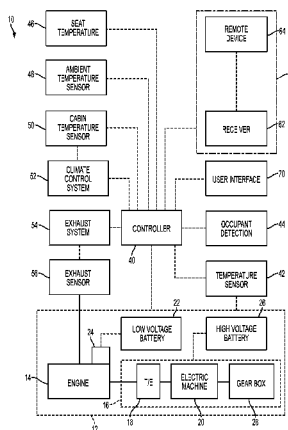 10
46
SEAT
TEMPERATURE
REMOTE
DEVICE
64
48
AMBIENT
TEMPERATURE
SENSOR
50
CABIN
TEMPERATURE
SENSOR
RECEIVER
62
52
CLIMATE
CONTROL
SYSTEM
USER INTERFACE
70
54
EXHAUST
SYSTEM
CONTROLLER
40
OCCUPANT
DETECTION
44
56
EXHAUST
SENSOR
TEMPERATURE
SENSOR
42
22
24
LOW VOLTAGE
BATTERY
HIGH VOLTAGE
BATTERY
14
ENGINE
ELECTRIC
MACHINE
GEAR BOX
16
18
20
12